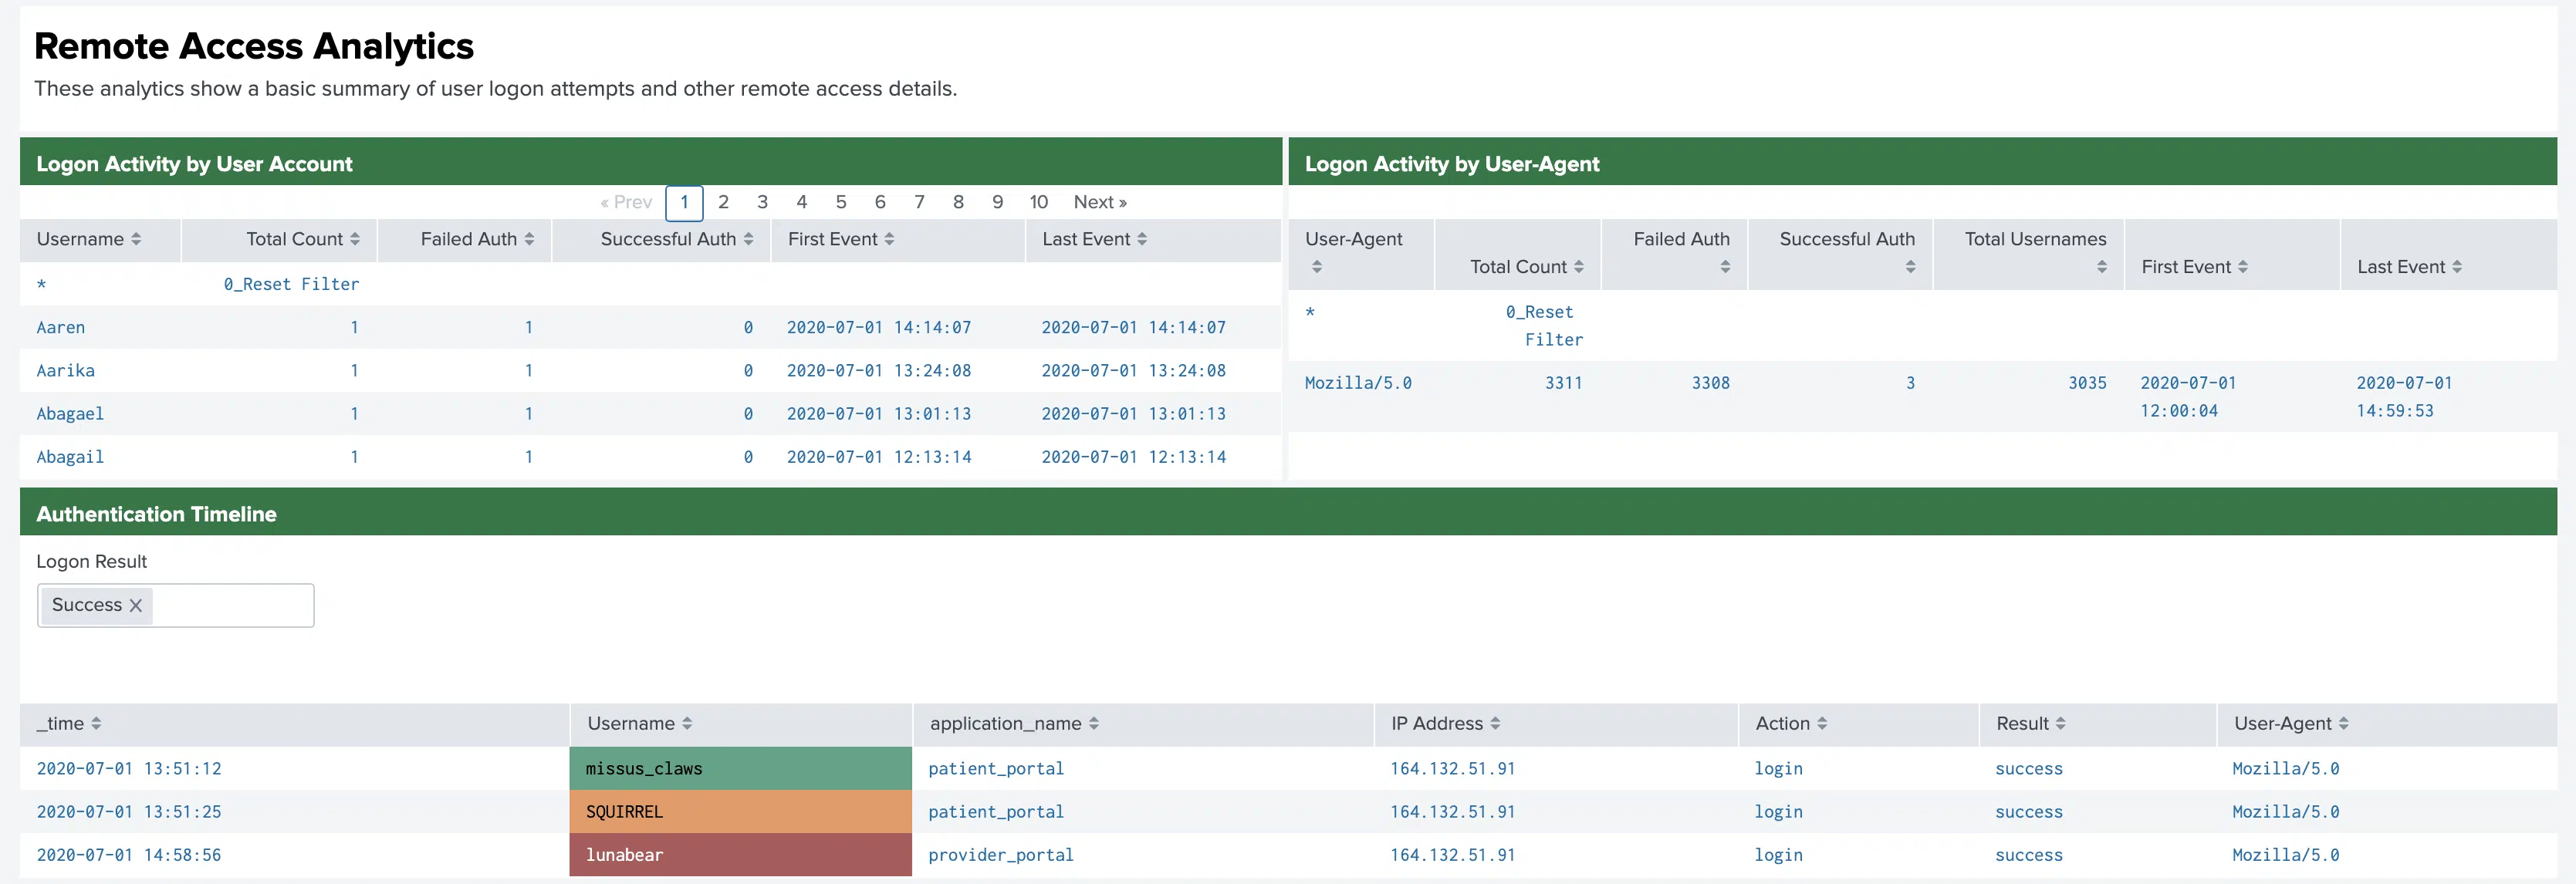 Remote Access Analytics
These analytics show a basic summary of user logon attempts and other remote access details.
Logon Activity by User Account
« Prev 1 2 3 4 5 6 7 8 9 10 Next »
Username Total Count Failed Auth Successful Auth First Event Last Event
* 0_Reset Filter
Aaren 1 1 0 2020-07-01 14:14:07 2020-07-01 14:14:07
Aarika 1 1 0 2020-07-01 13:24:08 2020-07-01 13:24:08
Abagael 1 1 0 2020-07-01 13:01:13 2020-07-01 13:01:13
Abagail 1 1 0 2020-07-01 12:13:14 2020-07-01 12:13:14
Logon Activity by User-Agent
User-Agent Total Count Failed Auth Successful Auth Total Usernames First Event Last Event
* 0_Reset
Filter
Mozilla/5.0 3311 3308 3 3035 2020-07-01 2020-07-01
12:00:04 14:59:53
Authentication Timeline
Logon Result
Success X
_time Username application_name IP Address Action Result User-Agent
2020-07-01 13:51:12 missus_claws patient_portal 164.132.51.91 login success Mozilla/5.0
2020-07-01 13:51:25 SQUIRREL patient_portal 164.132.51.91 login success Mozilla/5.0
2020-07-01 14:58:56 lunabear provider_portal 164.132.51.91 login success Mozilla/5.0